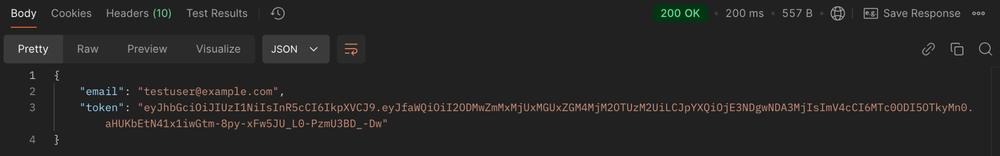 Body Cookies Headers (10) Test Results 200 OK • 200 ms • 557 B • e.g. Save Response
Pretty Raw Preview Visualize JSON
1 {
2 "email": "testuser@example.com",
3 "token": "eyJhbGciOiJIUzI1NiIsInR5cCI6IkpXVCJ9.eyJfaWQiOiI2ODMwZmMxMjUxMGUxZGM4MjM2OTUzM2UiLCJpYXQiOjE3NDgwNDA3MjIsImV4cCI6MTc0ODI5OTkyMn0.
aHUKbEtN41x1iwGtm-8py-xFw5JU_L0-PzmU3BD_-Dw"
4 }